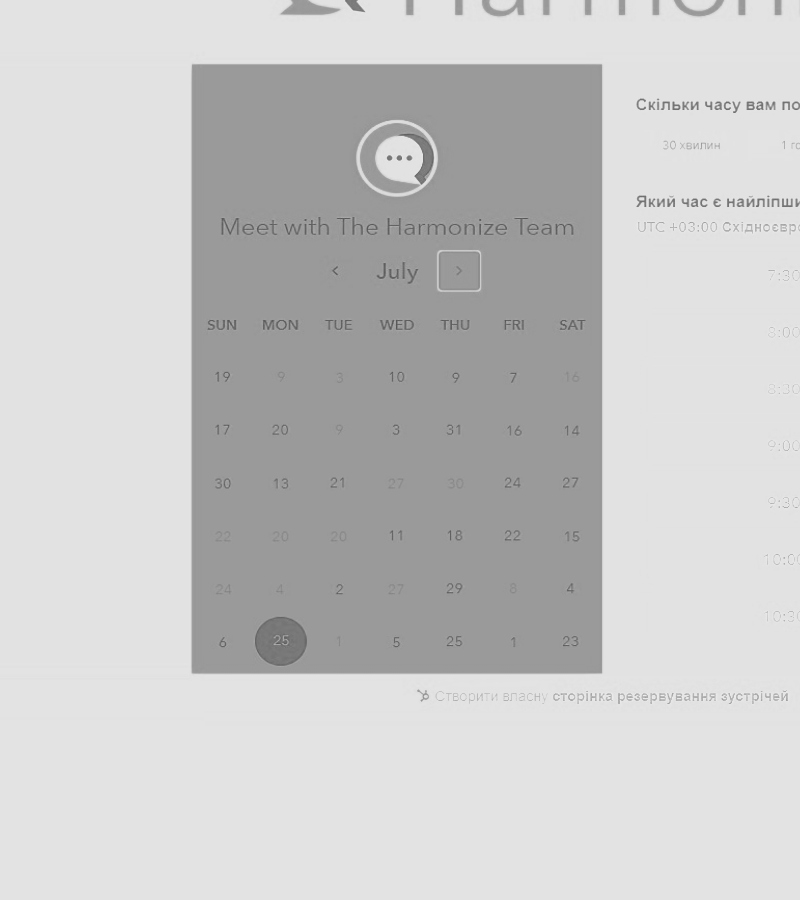 Harmoni
Meet with The Harmonize Team
July
SUN MON TUE WED THU FRI SAT
19 9 3 10 9 7 16
17 20 9 3 31 16 14
30 13 21 27 30 24 27
22 20 20 11 18 22 15
24 4 2 27 29 8 4
6 25 1 5 25 1 23
Скільки часу вам по
30 хвилин 1 го
Який час є найліпши
UTC +03:00 Східноєвро
7:30
8:00
8:30
9:00
9:30
10:00
10:30
Створити власну сторінка резервування зустрічей